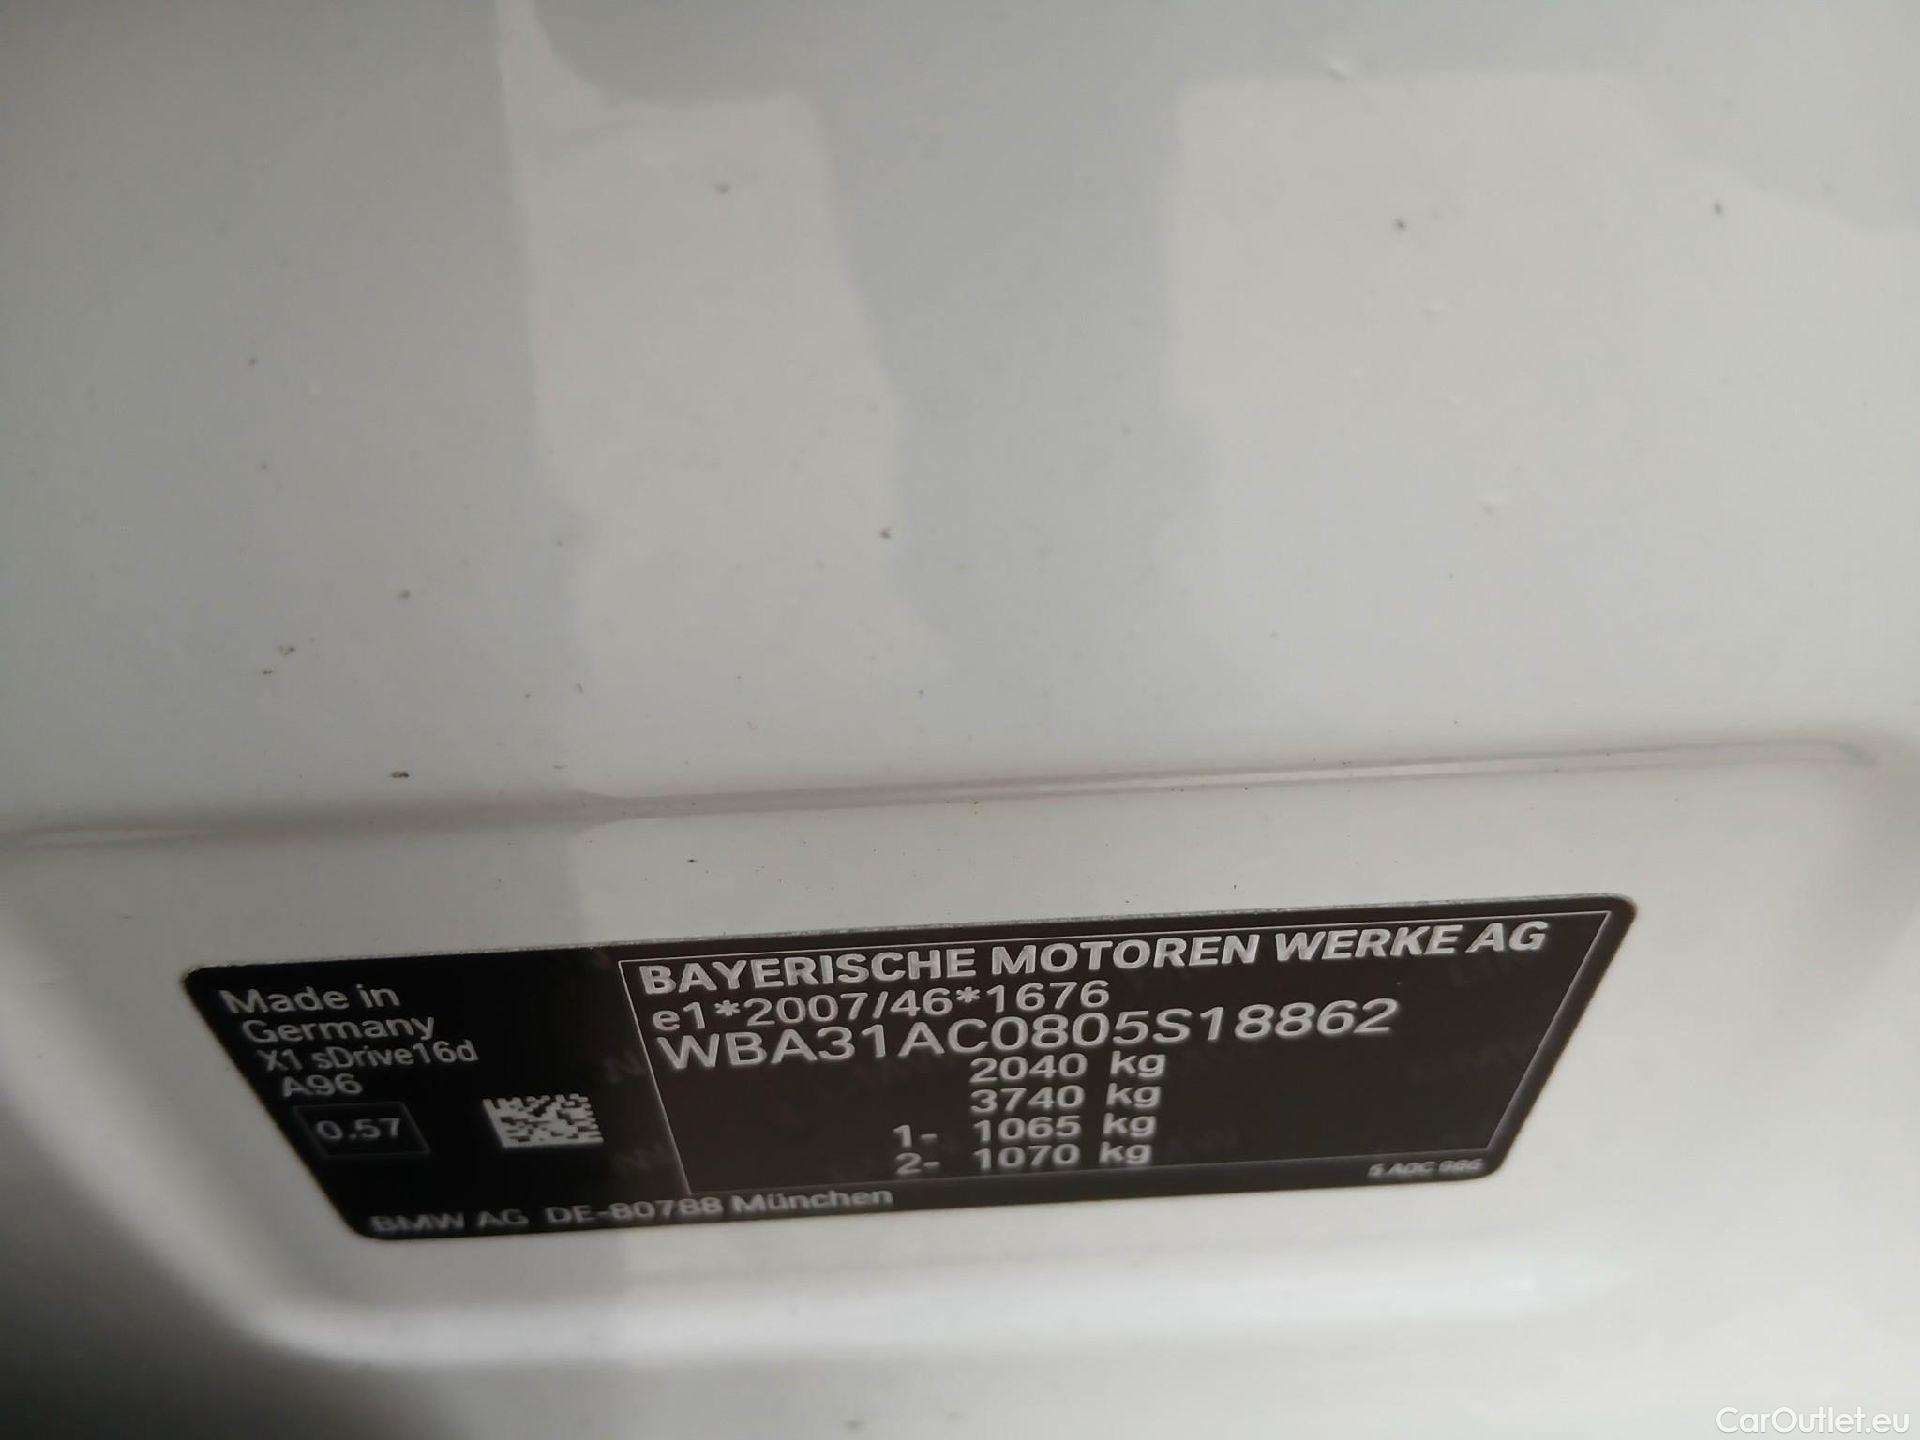 Made in
Germany
X1 sDrive16d
A96
0.57
BAYERISCHE MOTOREN WERKE AG
e1*2007/46*1676
WBA31AC0805S18862
2040 kg
3740 kg
1- 1065 kg
2- 1070 kg
BMW AG DE-80788 München
CarOutlet.eu